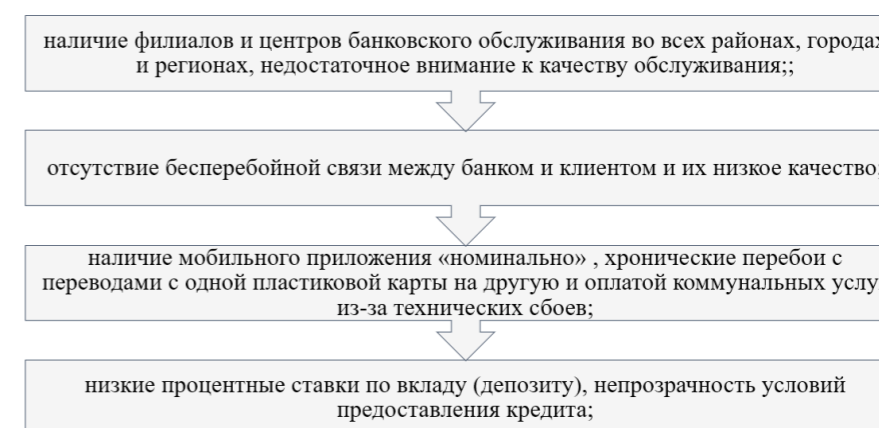 наличие филиалов и центров банковского обслуживания во всех районах, городах
и регионах, недостаточное внимание к качеству обслуживания;;
отсутствие бесперебойной связи между банком и клиентом и их низкое качество;
наличие мобильного приложения «номинально» , хронические перебои с
переводами с одной пластиковой карты на другую и оплатой коммунальных услу
из-за технических сбоев;
низкие процентные ставки по вкладу (депозиту), непрозрачность условий
предоставления кредита;